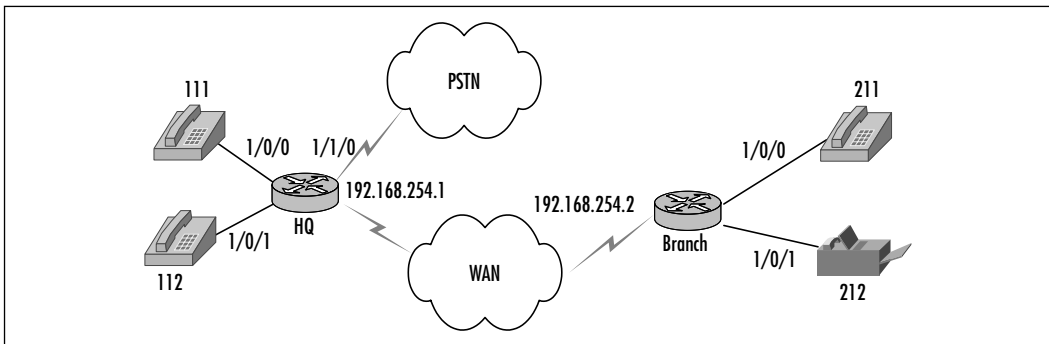 111
PSTN
211
1/0/0
1/1/0
1/0/0
192.168.254.1
192.168.254.2
HQ
Branch
1/0/1
1/0/1
112
WAN
212